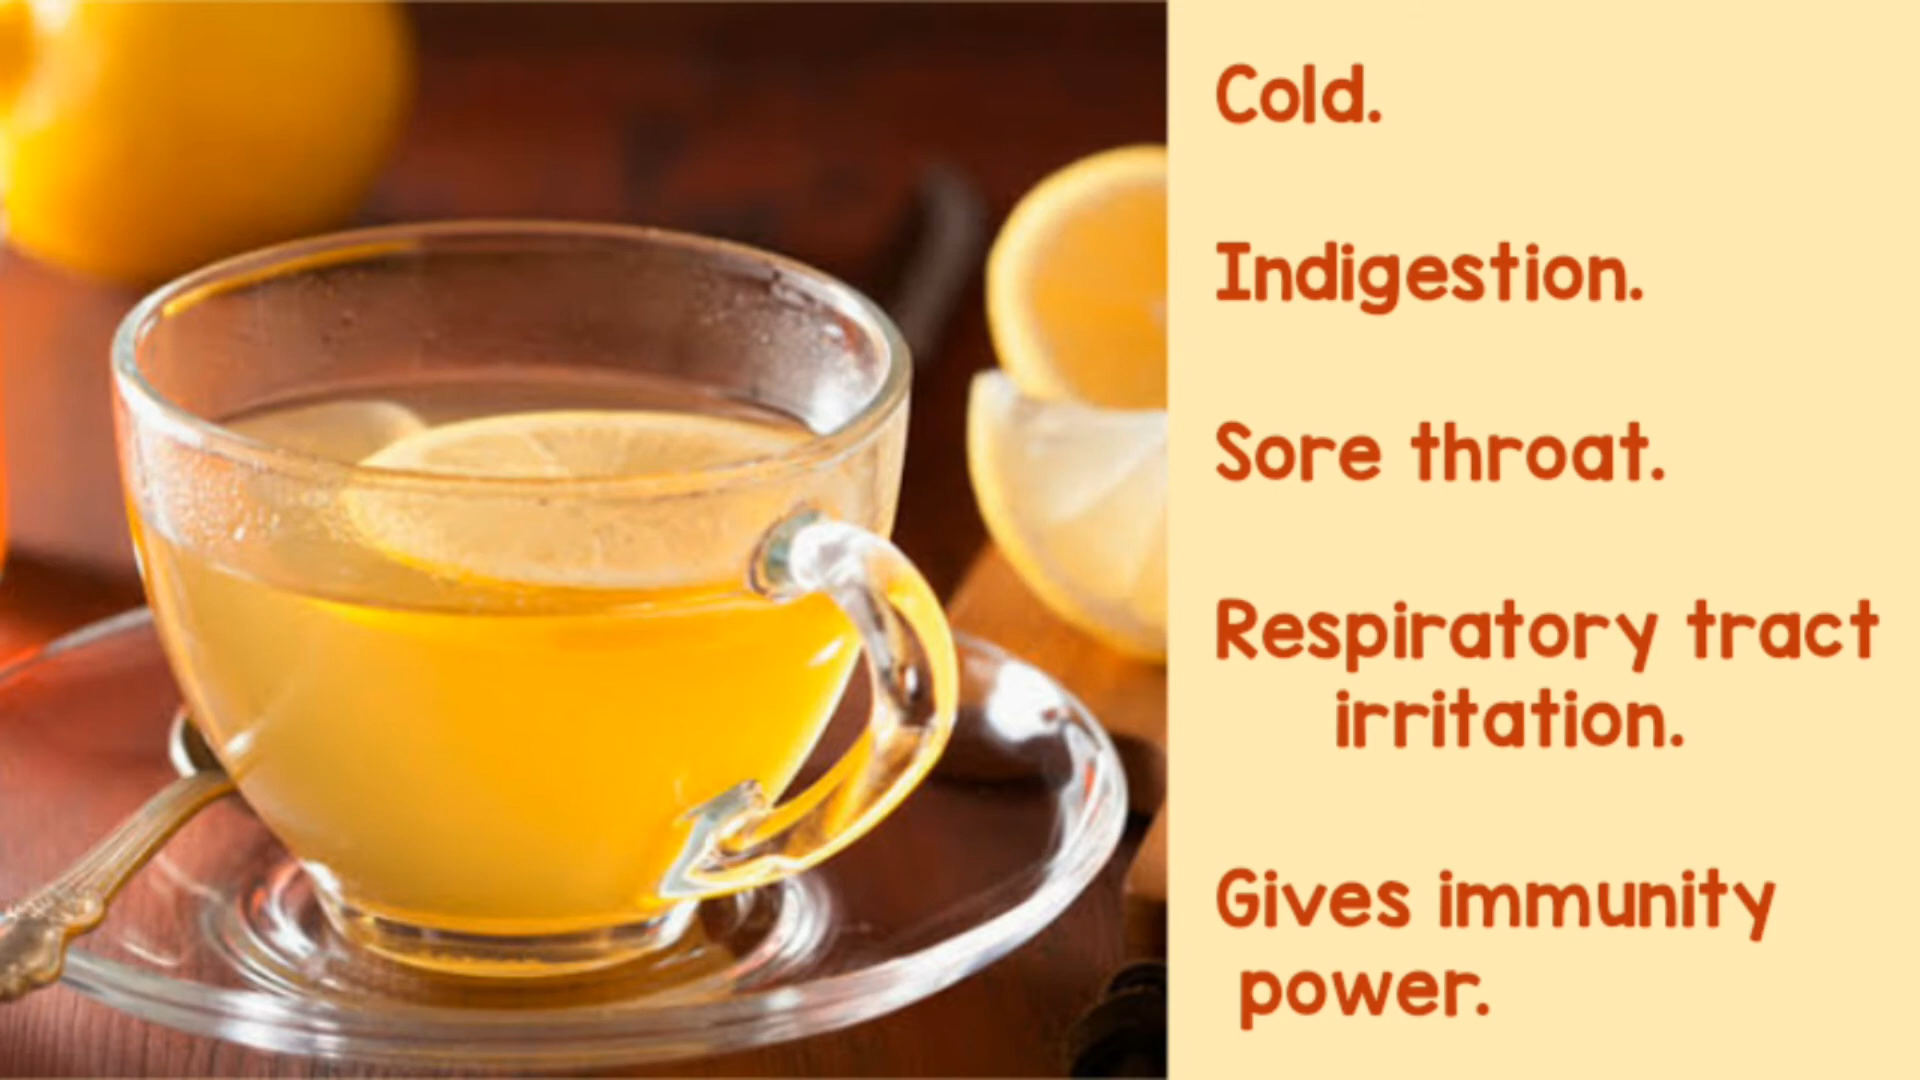 Cold.
Indigestion.
Sore throat.
Respiratory tract
irritation.
Gives immunity
power.